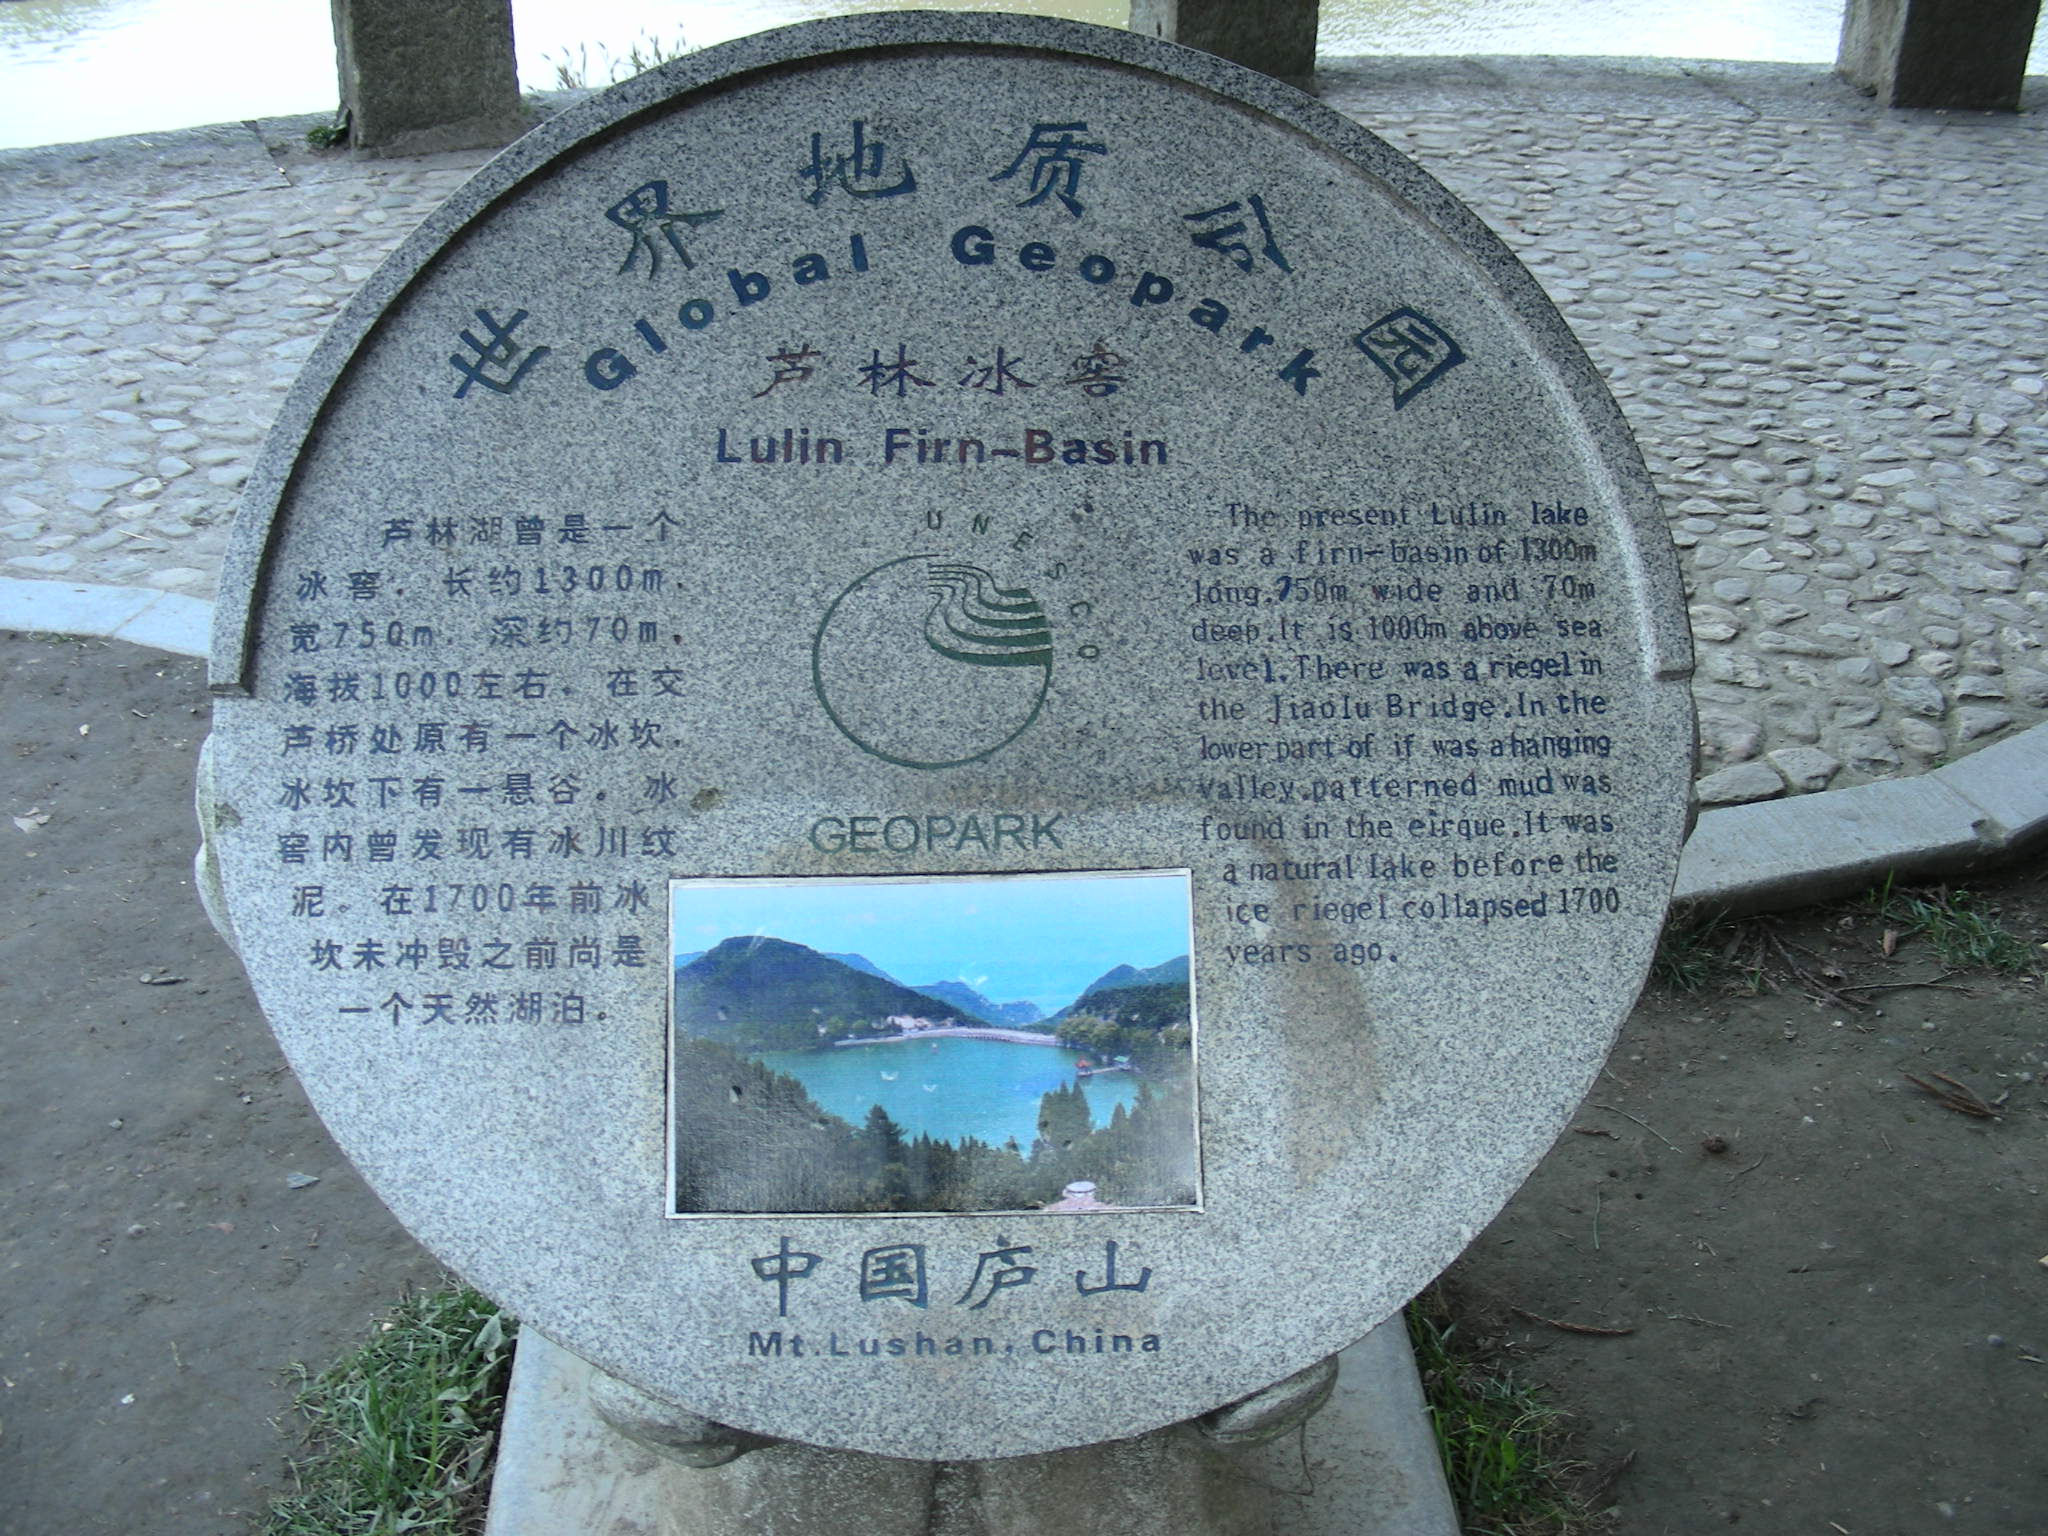 世界地质公园
Global Geopark
芦林冰窖
Lulin Firn-Basin
芦林湖曾是一个
冰窖，长约1300m，
宽750m，深约70m，
海拔1000左右。在交
芦桥处原有一个冰坎，
冰坎下有一悬谷。冰
窖内曾发现有冰川纹
泥。在1700年前冰
坎未冲毁之前尚是
一个天然湖泊。
UNESCO
GEOPARK
The present Lulin lake
was a firn-basin of 1300m
long,750m wide and 70m
deep.It is 1000m above sea
level.There was a riegel in
the Jiaolu Bridge.In the
lower part of if was a hanging
valley.patterned mud was
found in the eirque.It was
a natural lake before the
ice riegel collapsed 1700
years ago.
中国庐山
Mt.Lushan,China